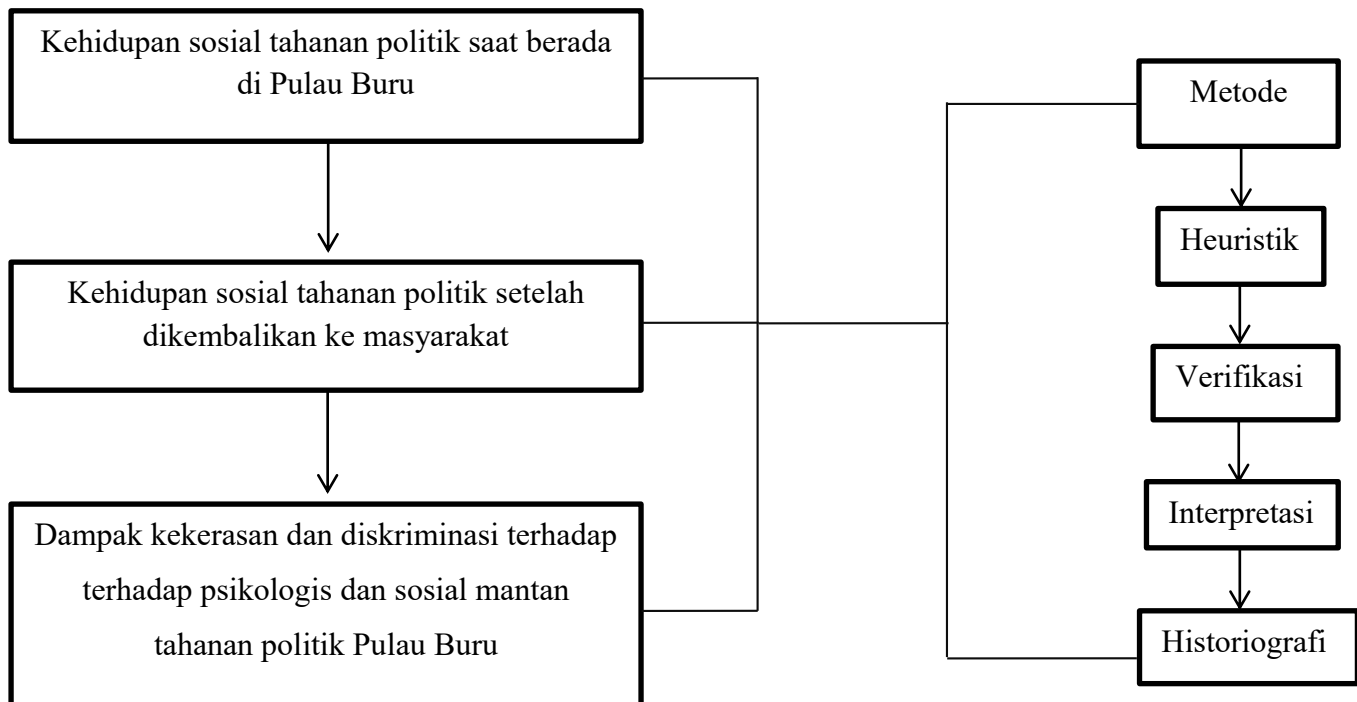 Kehidupan sosial tahanan politik saat berada
di Pulau Buru
Kehidupan sosial tahanan politik setelah
dikembalikan ke masyarakat
Dampak kekerasan dan diskriminasi terhadap
terhadap psikologis dan sosial mantan
tahanan politik Pulau Buru
Metode
Heuristik
Verifikasi
Interpretasi
Historiografi